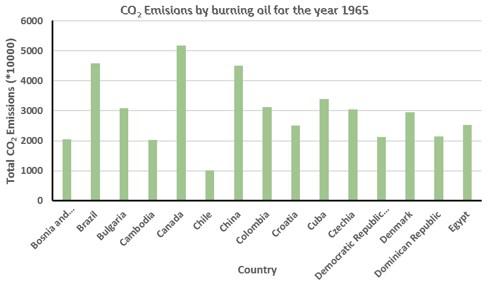 CO₂ Emisions by burning oil for the year 1965
Total CO₂ Emissions (*10000)
6000
5000
4000
3000
2000
1000
0
Bosnia and...
Brazil
Bulgaria
Cambodia
Canada
Chile
China
Colombia
Croatia
Cuba
Czechia
Democratic Republic...
Denmark
Dominican Republic
Egypt
Country